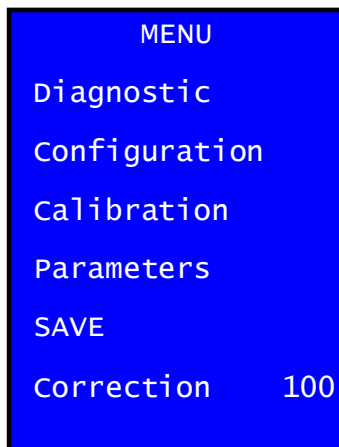 MENU
Diagnostic
Configuration
Calibration
Parameters
SAVE
Correction 100